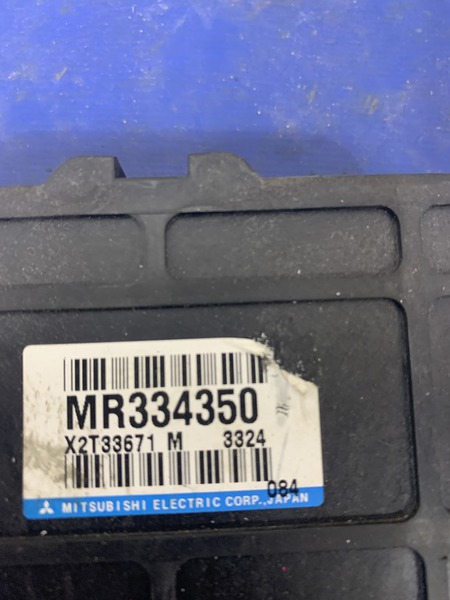 MR334350
X2T33671 M 3324
084
MITSUBISHI ELECTRIC CORP.,JAPAN